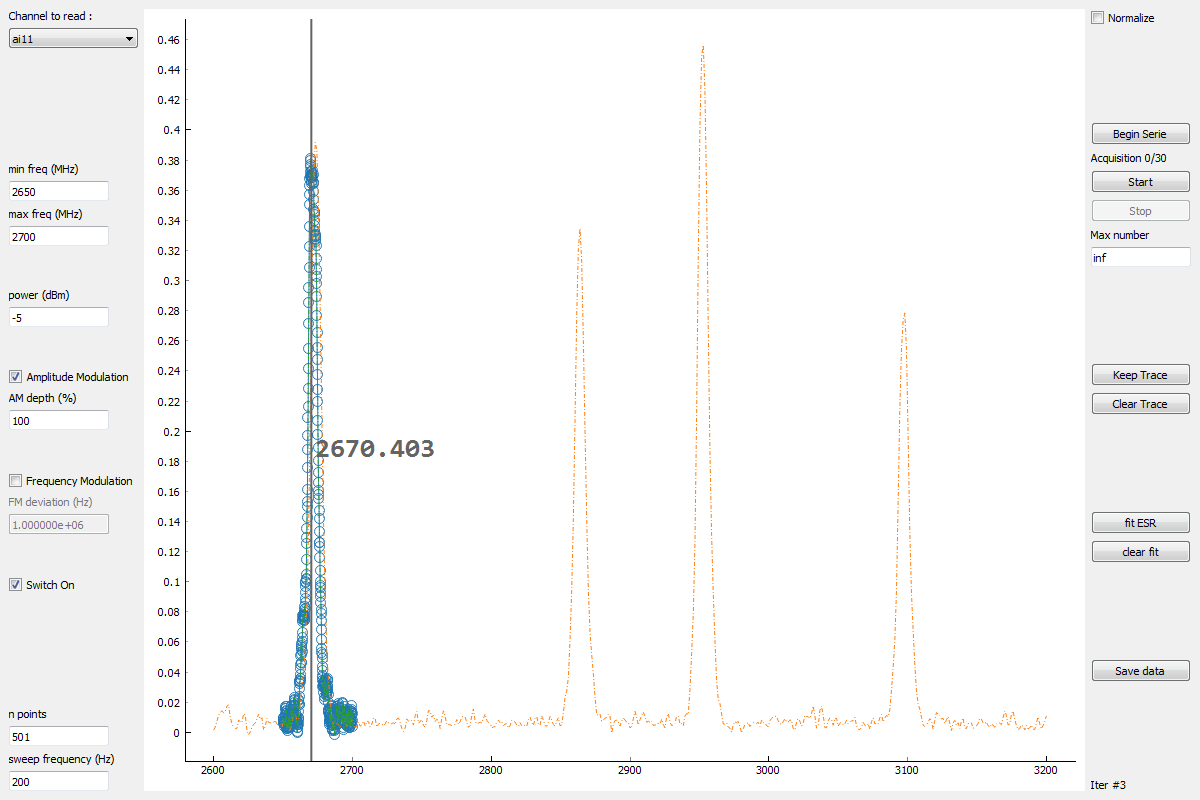 Channel to read :
ai11
min freq (MHz)
2650
max freq (MHz)
2700
power (dBm)
-5
Amplitude Modulation
AM depth (%)
100
Frequency Modulation
FM deviation (Hz)
1.000000e+06
Switch On
n points
501
sweep frequency (Hz)
200
0.46
0.44
0.42
0.4
0.38
0.36
0.34
0.32
0.3
0.28
0.26
0.24
0.22
0.2
0.18
0.16
0.14
0.12
0.1
0.08
0.06
0.04
0.02
0
2670.403
2600 2700 2800 2900 3000 3100 3200
Normalize
Begin Serie
Acquisition 0/30
Start
Stop
Max number
inf
Keep Trace
Clear Trace
fit ESR
clear fit
Save data
Iter #3